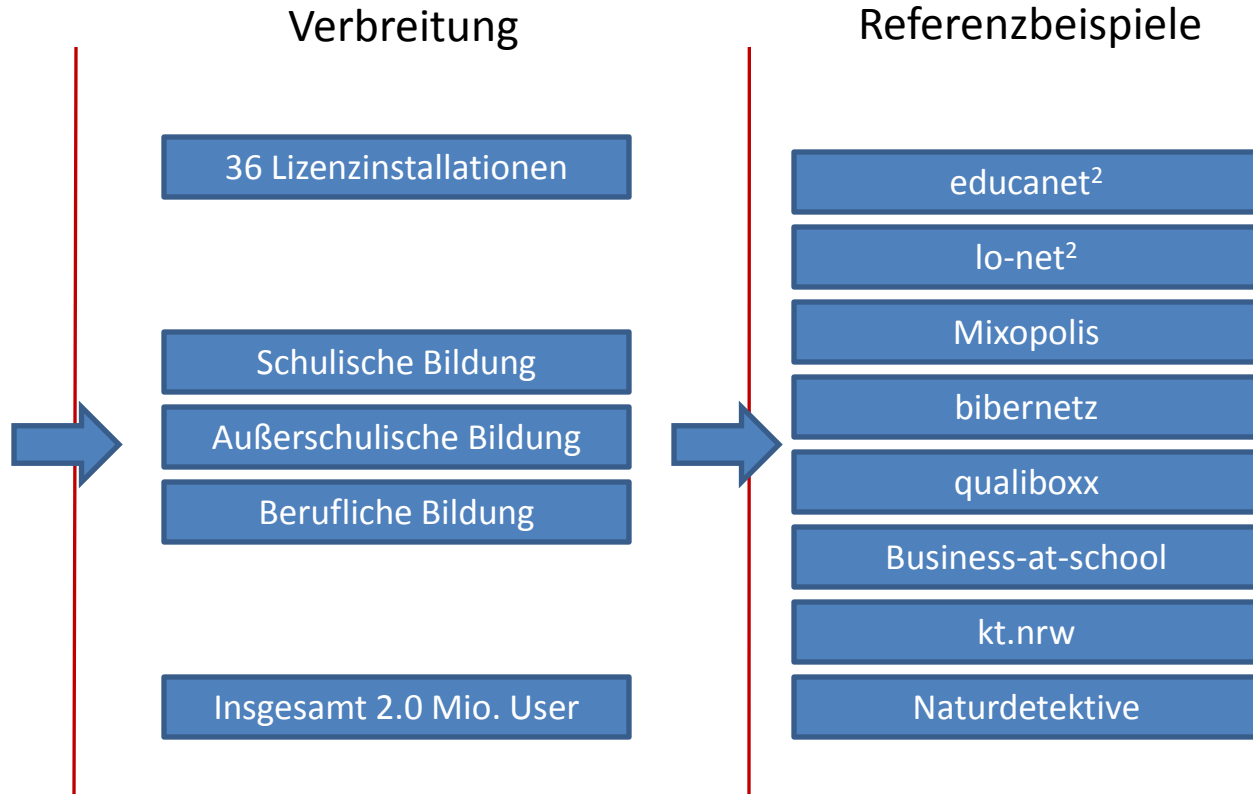 Verbreitung
36 Lizenzinstallationen
Schulische Bildung
Außerschulische Bildung
Berufliche Bildung
Insgesamt 2.0 Mio. User
Referenzbeispiele
educanet²
lo-net²
Mixopolis
bibernetz
qualiboxx
Business-at-school
kt.nrw
Naturdetektive